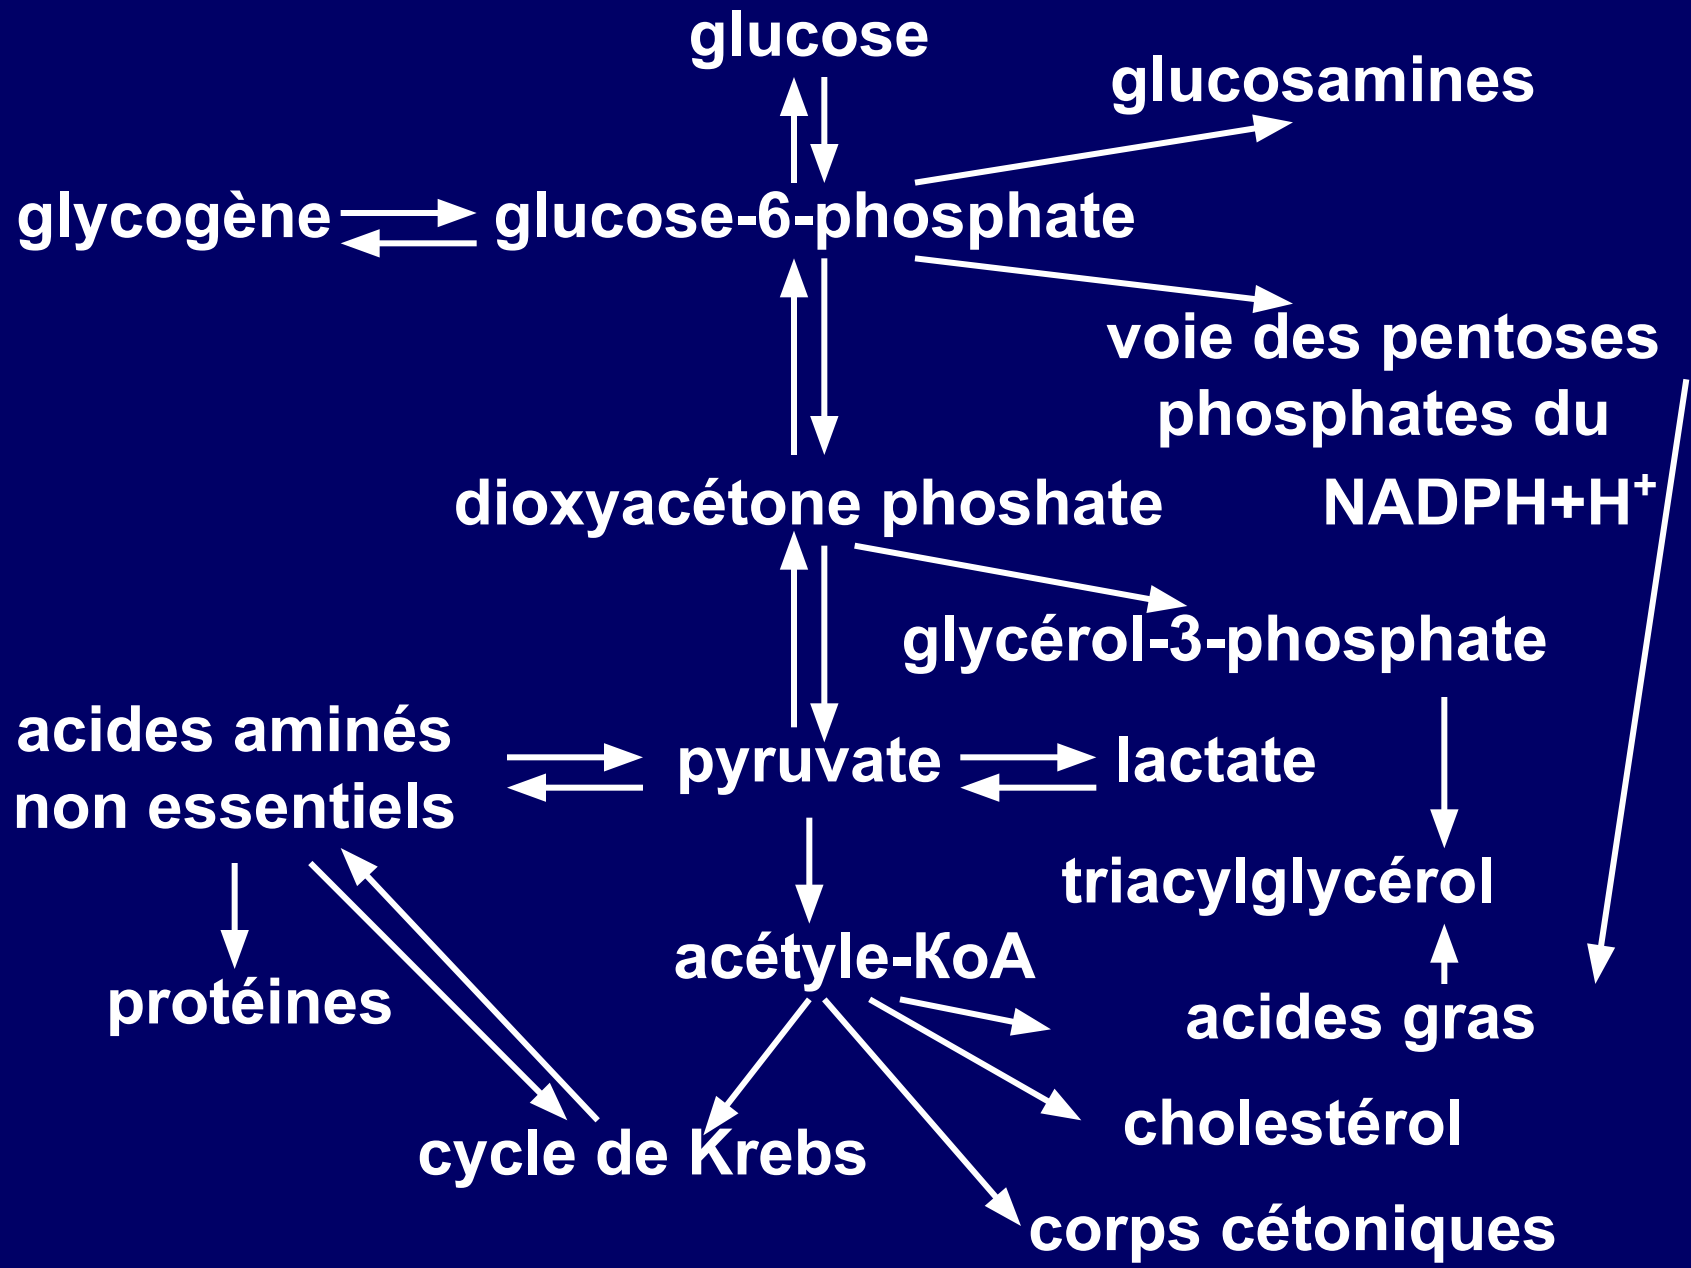 glucose
glucosamines
glycogène
glucose-6-phosphate
voie des pentoses
phosphates du
NADPH+H⁺
dioxyacétone phoshate
glycérol-3-phosphate
acides aminés
non essentiels
pyruvate
lactate
triacylglycérol
acétyle-КоА
protéines
acides gras
cholestérol
cycle de Krebs
corps cétoniques